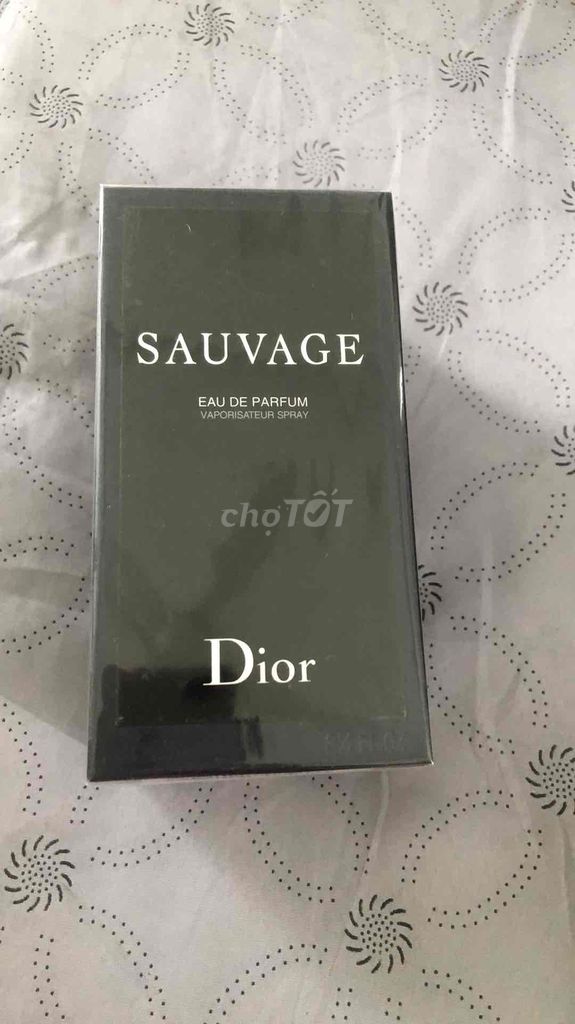 SAUVAGE
EAU DE PARFUM
VAPORISATEUR SPRAY
chợTỐT
Dior